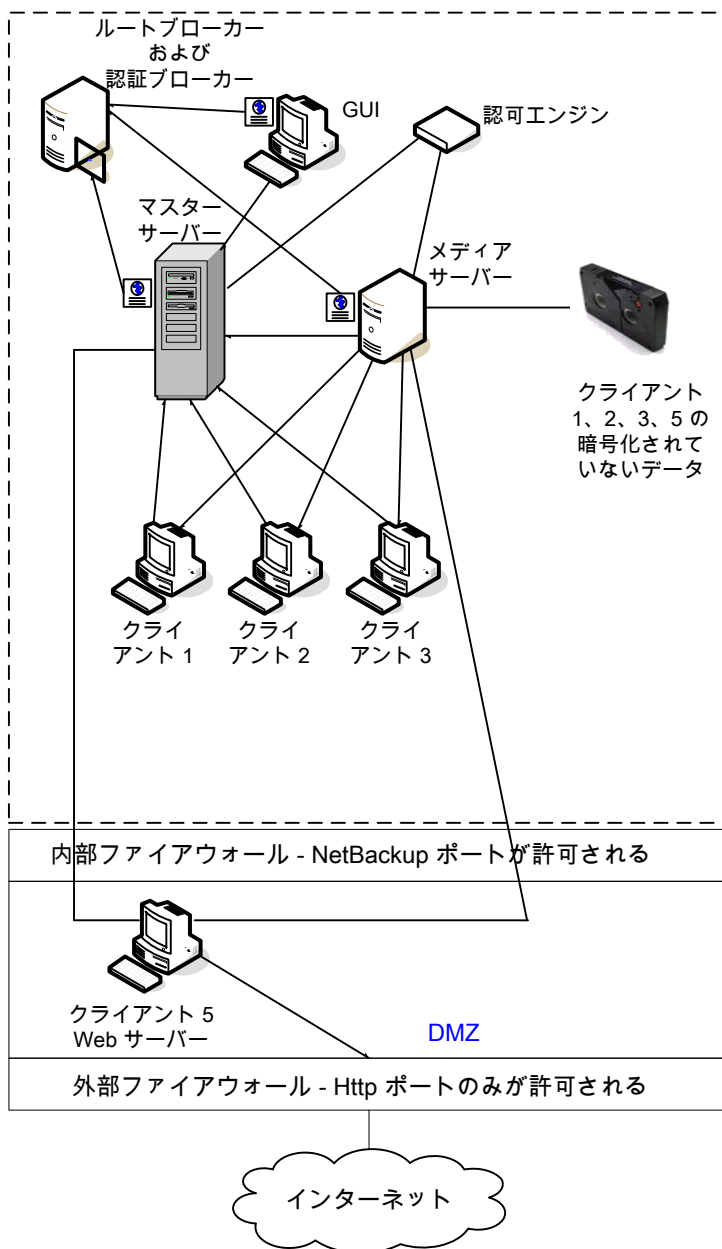 ルートブローカー
および
認証ブローカー
GUI
認可エンジン
マスター
サーバー
メディア
サーバー
クライアント
1、2、3、5 の
暗号化されて
いないデータ
クライ
アント 1
クライ
アント 2
クライ
アント 3
内部ファイアウォール - NetBackup ポートが許可される
クライアント 5
Web サーバー
DMZ
外部ファイアウォール - Http ポートのみが許可される
インターネット